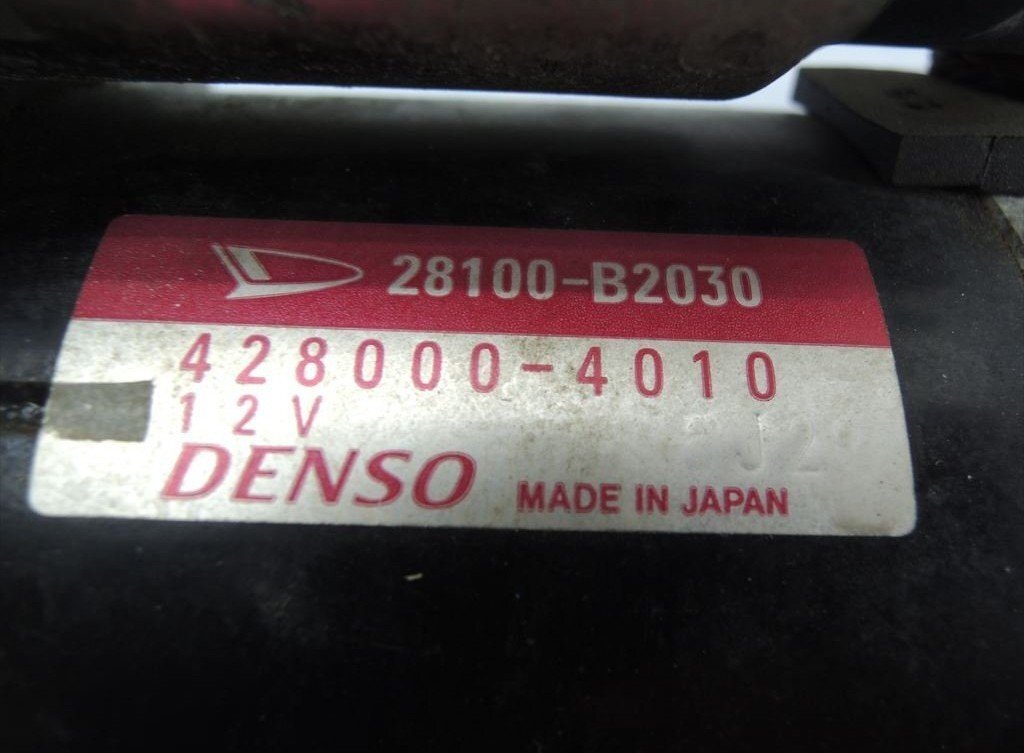 28100-B2030
428000-4010
12V
DENSO MADE IN JAPAN